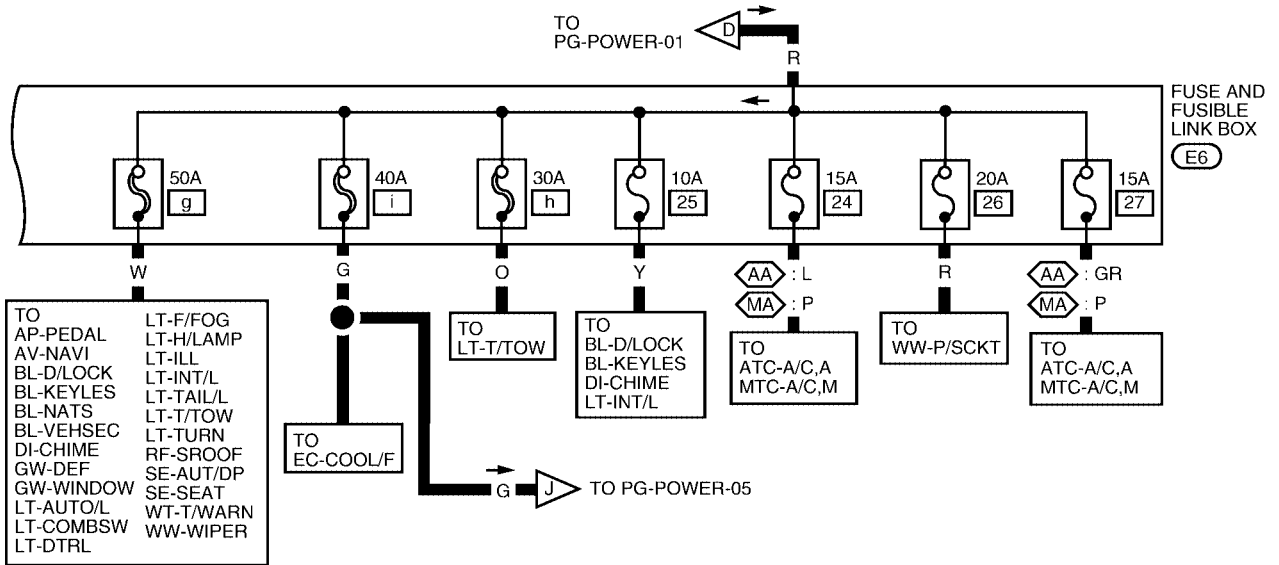 TO
PG-POWER-01
D
R
FUSE AND
FUSIBLE
LINK BOX
E6
50A
g
40A
i
30A
h
10A
25
15A
24
20A
26
15A
27
W
G
O
Y
AA : L
MA : P
R
AA : GR
MA : P
TO
AP-PEDAL
AV-NAVI
BL-D/LOCK
BL-KEYLES
BL-NATS
BL-VEHSEC
DI-CHIME
GW-DEF
GW-WINDOW
LT-AUTO/L
LT-COMBSW
LT-DTRL
LT-F/FOG
LT-H/LAMP
LT-ILL
LT-INT/L
LT-TAIL/L
LT-T/TOW
LT-TURN
RF-SROOF
SE-AUT/DP
SE-SEAT
WT-T/WARN
WW-WIPER
TO
EC-COOL/F
TO
LT-T/TOW
TO
BL-D/LOCK
BL-KEYLES
DI-CHIME
LT-INT/L
TO
ATC-A/C,A
MTC-A/C,M
TO
WW-P/SCKT
TO
ATC-A/C,A
MTC-A/C,M
G
J
TO PG-POWER-05